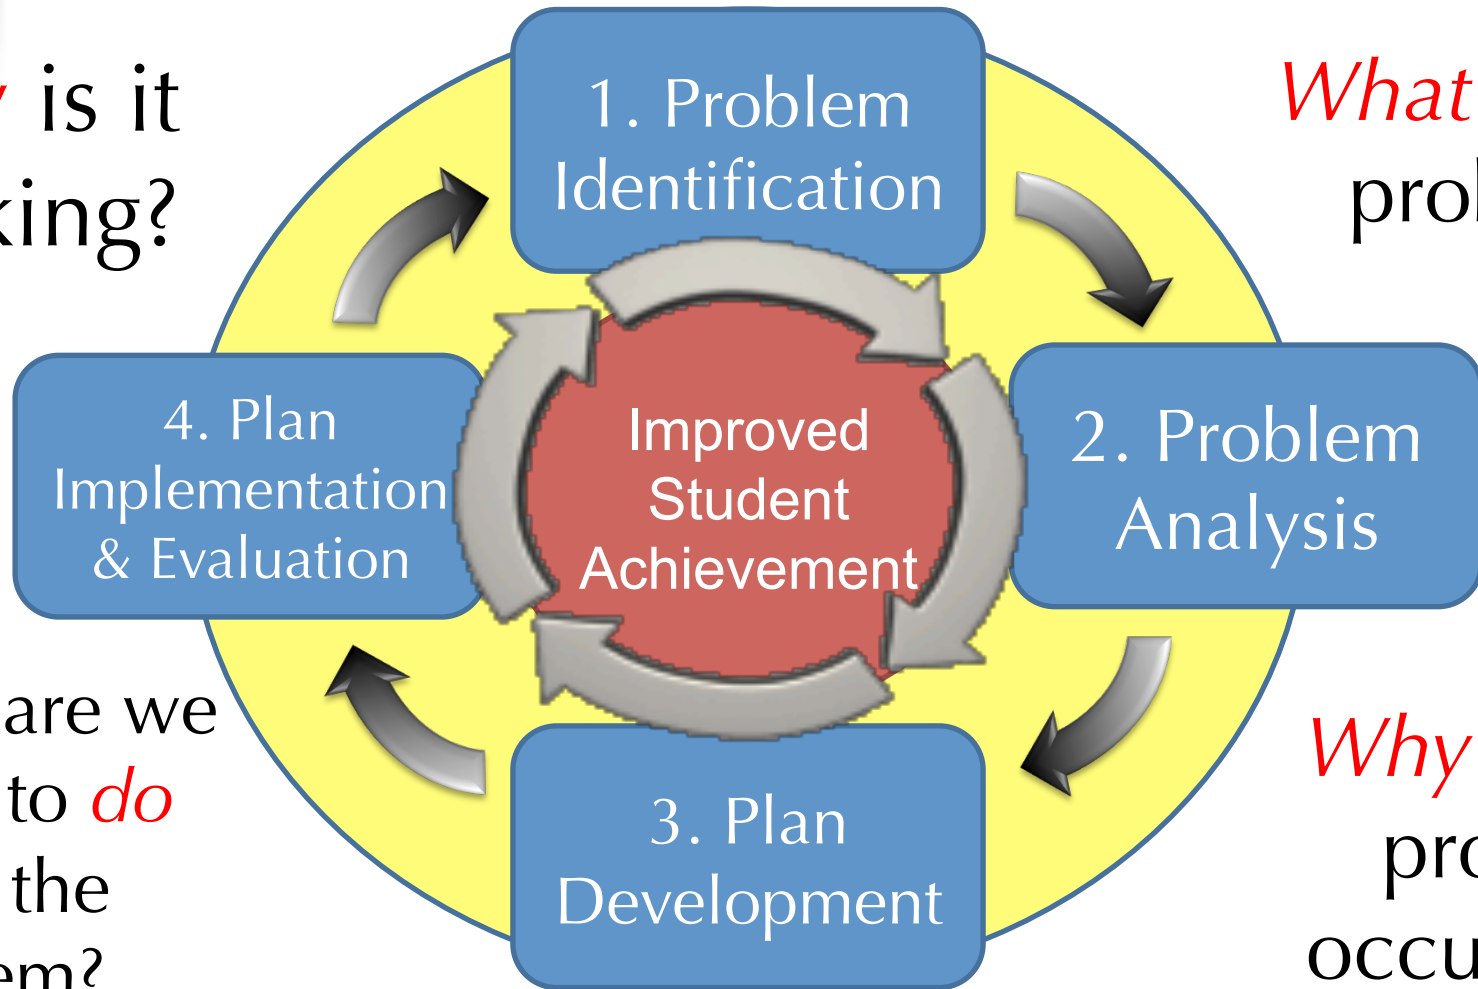 1. Problem
Identification
What
2. Problem
Analysis
Why
3. Plan
Development
are we
to do
the
4. Plan
Implementation
& Evaluation
is it
Improved
Student
Achievement